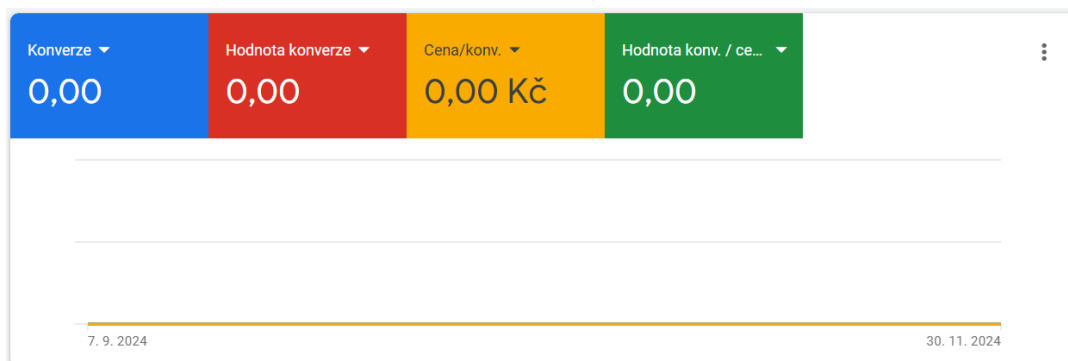 Konverze
0,00
Hodnota konverze
0,00
Cena/konv.
0,00 Kč
Hodnota konv. / ce...
0,00
7. 9. 2024
30. 11. 2024